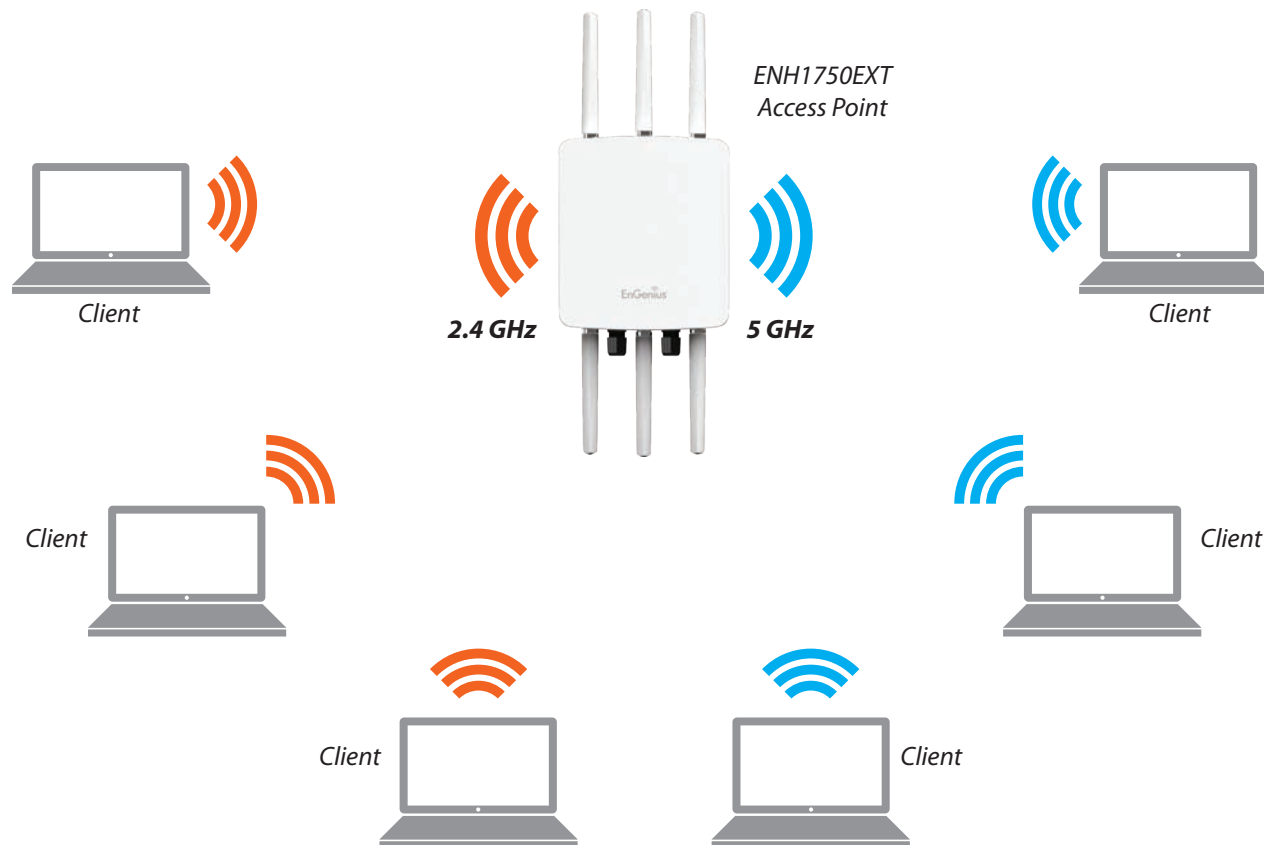 ENH1750EXT
Access Point
EnGenius
2.4 GHz
5 GHz
Client
Client
Client
Client
Client
Client